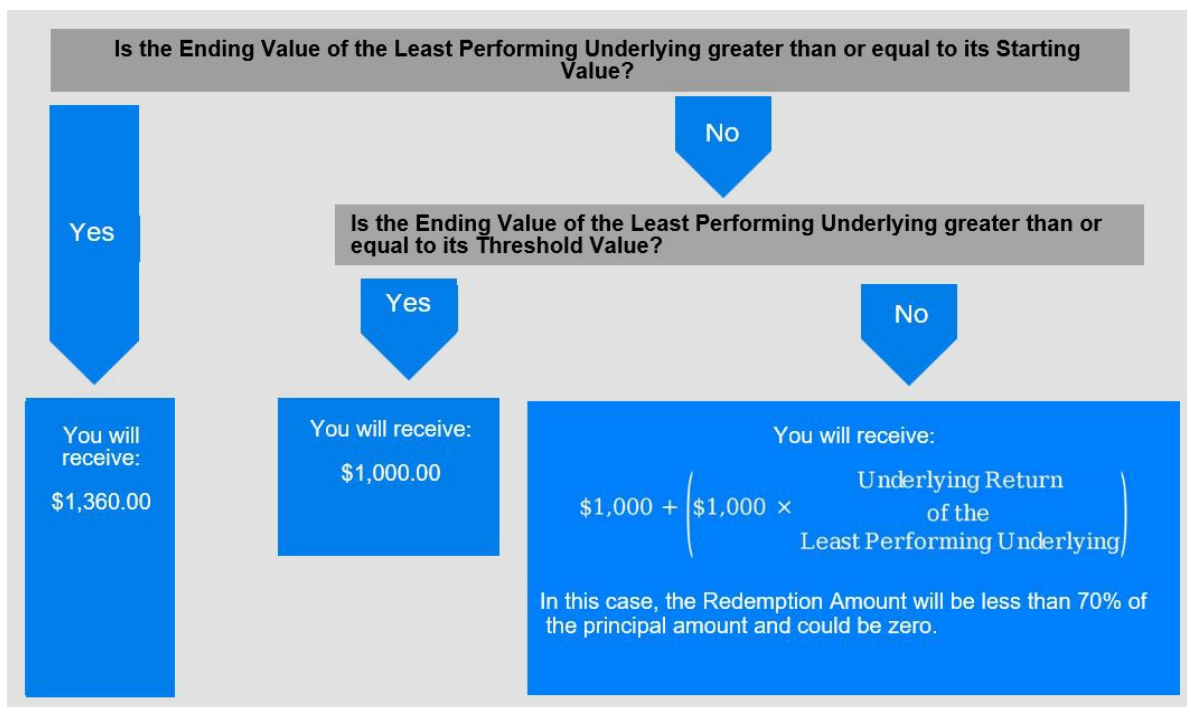 Is the Ending Value of the Least Performing Underlying greater than or equal to its Starting
Value?
No
Yes
Is the Ending Value of the Least Performing Underlying greater than or
equal to its Threshold Value?
Yes
No
You will
receive:
$1,360.00
You will receive:
$1,000.00
You will receive:
Underlying Return
$1,000 + ($1,000 × of the
Least Performing Underlying)
In this case, the Redemption Amount will be less than 70% of
the principal amount and could be zero.